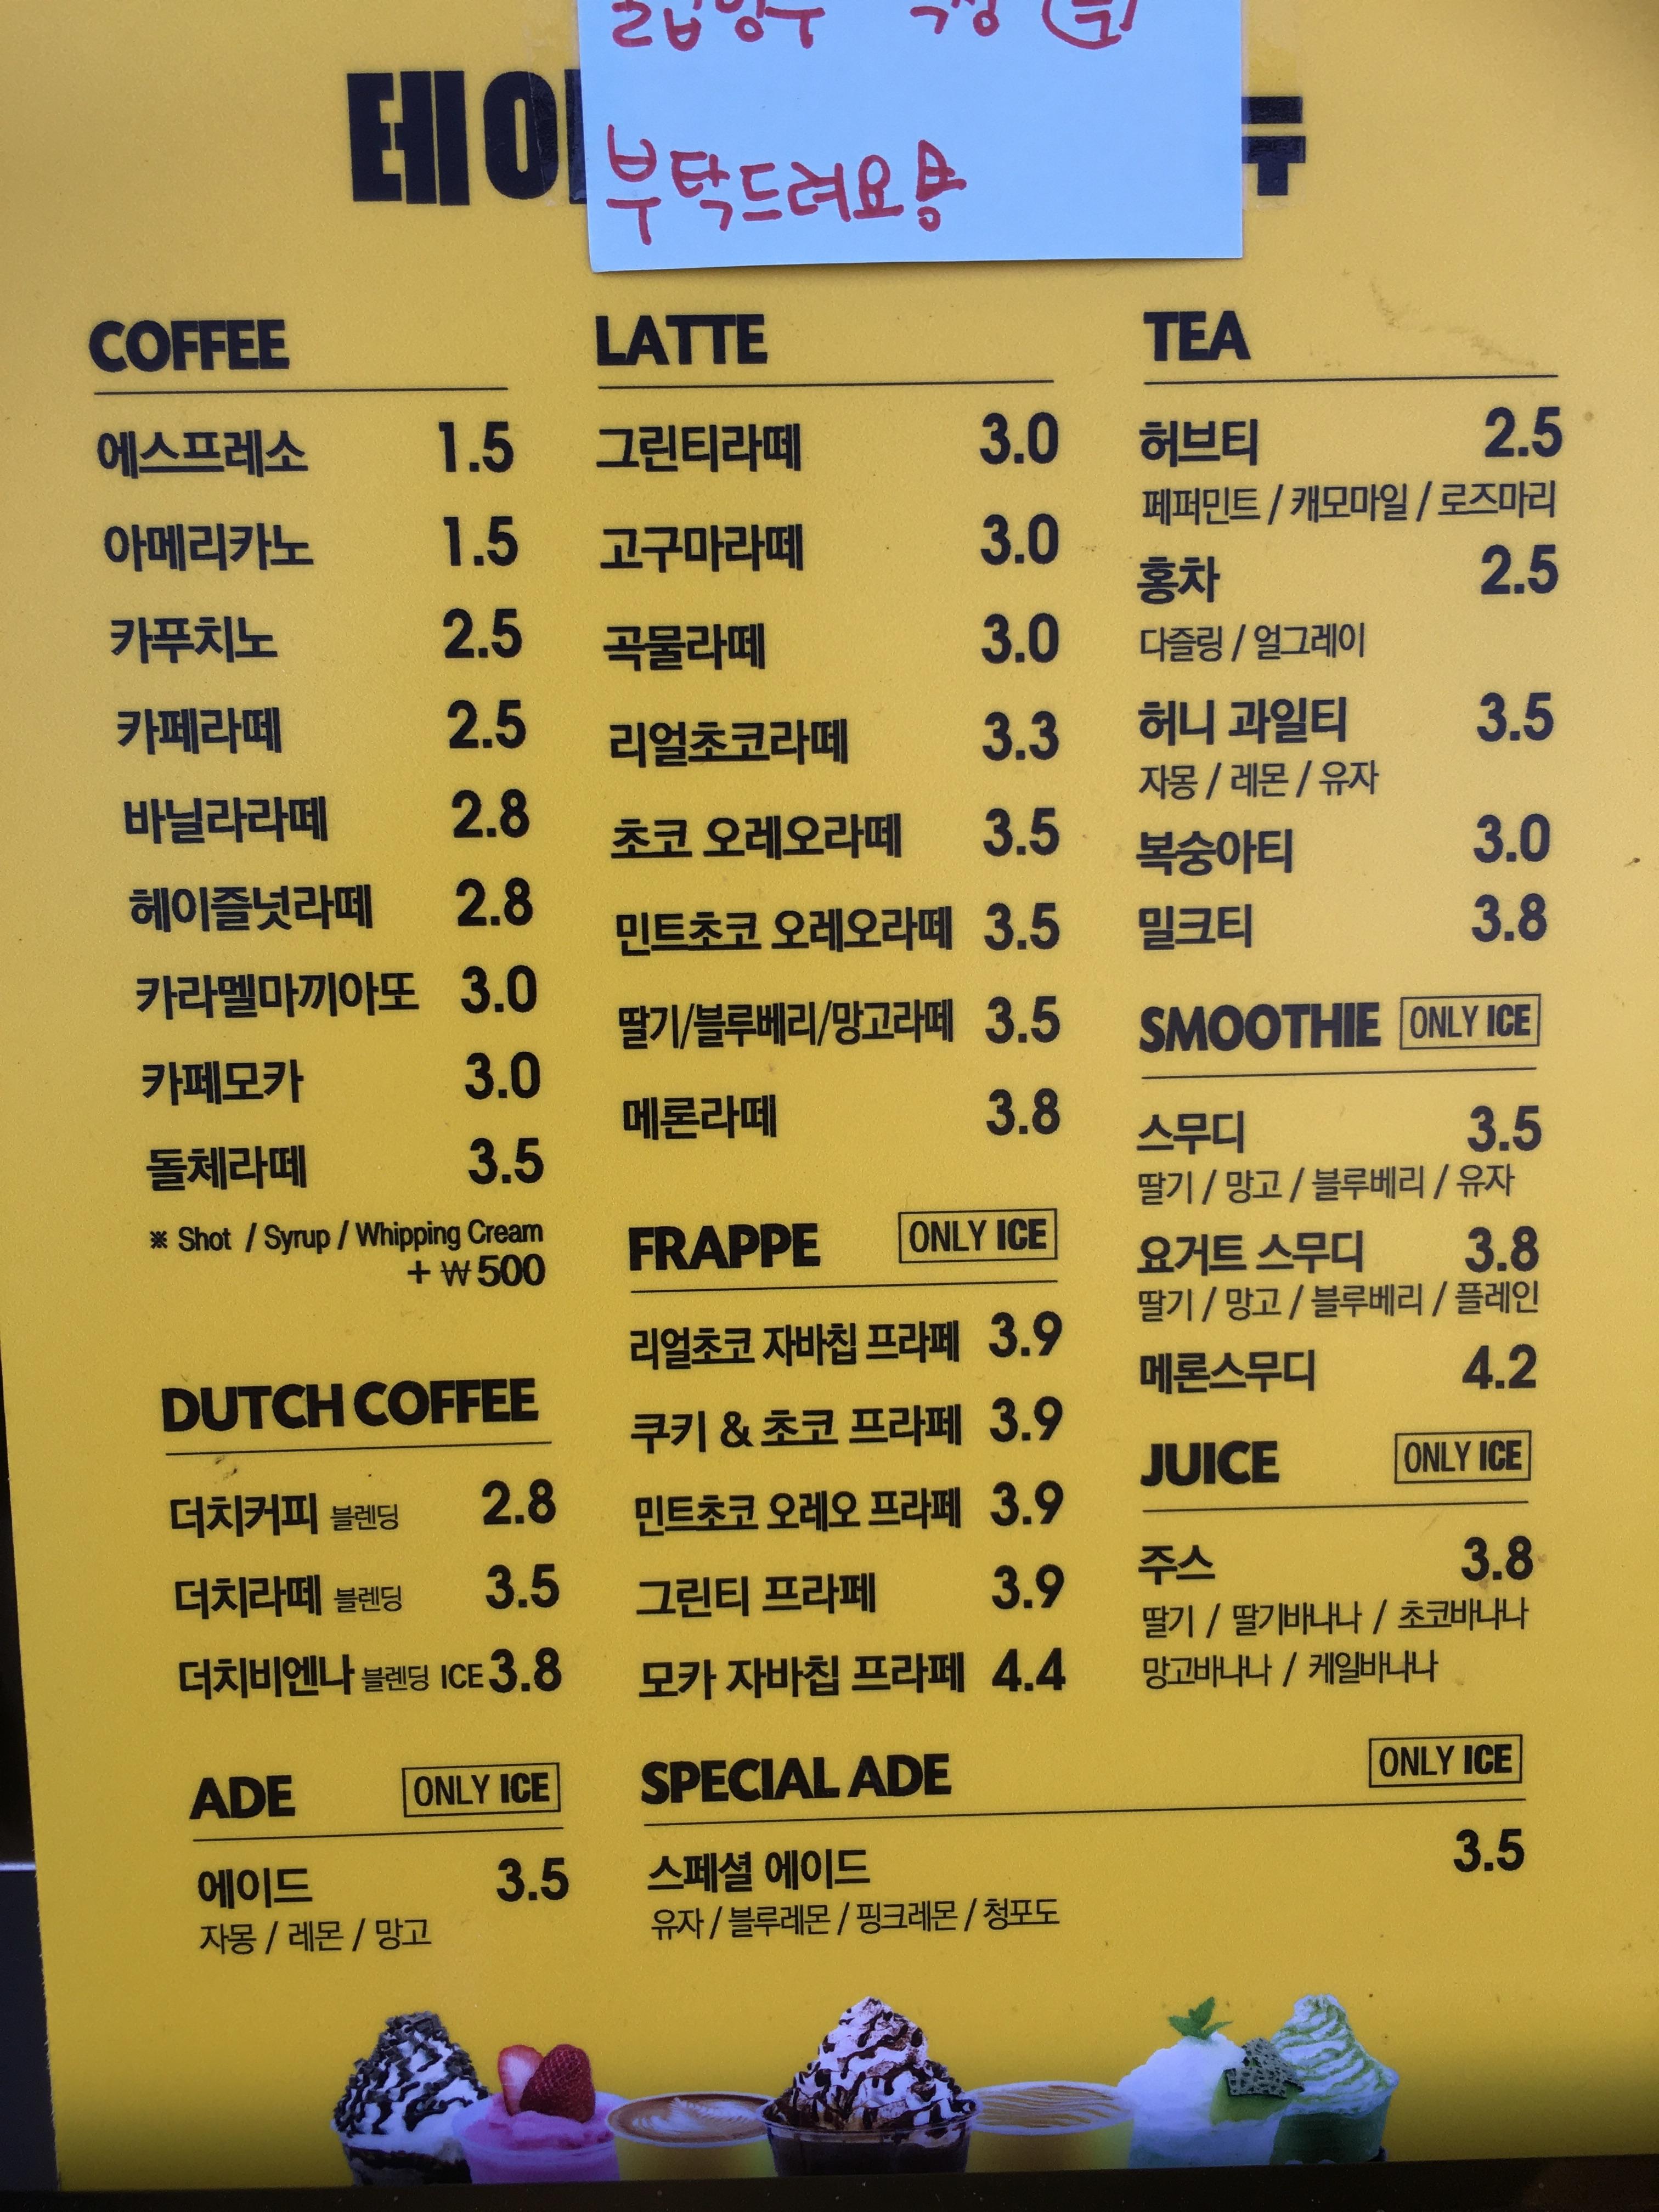 부탁드려요
COFFEE
에스프레소 1.5
아메리카노 1.5
카푸치노 2.5
카페라떼 2.5
바닐라라떼 2.8
헤이즐넛라떼 2.8
카라멜마끼아또 3.0
카페모카 3.0
돌체라떼 3.5
※ Shot / Syrup / Whipping Cream
+ ₩500
DUTCH COFFEE
더치커피 블렌딩 2.8
더치라떼 블렌딩 3.5
더치비엔나 블렌딩 ICE 3.8
ADE ONLY ICE
에이드 3.5
자몽 / 레몬 / 망고
LATTE
그린티라떼 3.0
고구마라떼 3.0
곡물라떼 3.0
리얼초코라떼 3.3
초코 오레오라떼 3.5
민트초코 오레오라떼 3.5
딸기/블루베리/망고라떼 3.5
메론라떼 3.8
FRAPPE ONLY ICE
리얼초코 자바칩 프라페 3.9
쿠키 & 초코 프라페 3.9
민트초코 오레오 프라페 3.9
그린티 프라페 3.9
모카 자바칩 프라페 4.4
TEA
허브티 2.5
페퍼민트 / 캐모마일 / 로즈마리
홍차 2.5
다즐링 / 얼그레이
허니 과일티 3.5
자몽 / 레몬 / 유자
복숭아티 3.0
밀크티 3.8
SMOOTHIE ONLY ICE
스무디 3.5
딸기 / 망고 / 블루베리 / 유자
요거트 스무디 3.8
딸기 / 망고 / 블루베리 / 플레인
메론스무디 4.2
JUICE ONLY ICE
주스 3.8
딸기 / 딸기바나나 / 초코바나나
망고바나나 / 케일바나나
SPECIAL ADE ONLY ICE
스페셜 에이드 3.5
유자 / 블루레몬 / 핑크레몬 / 청포도